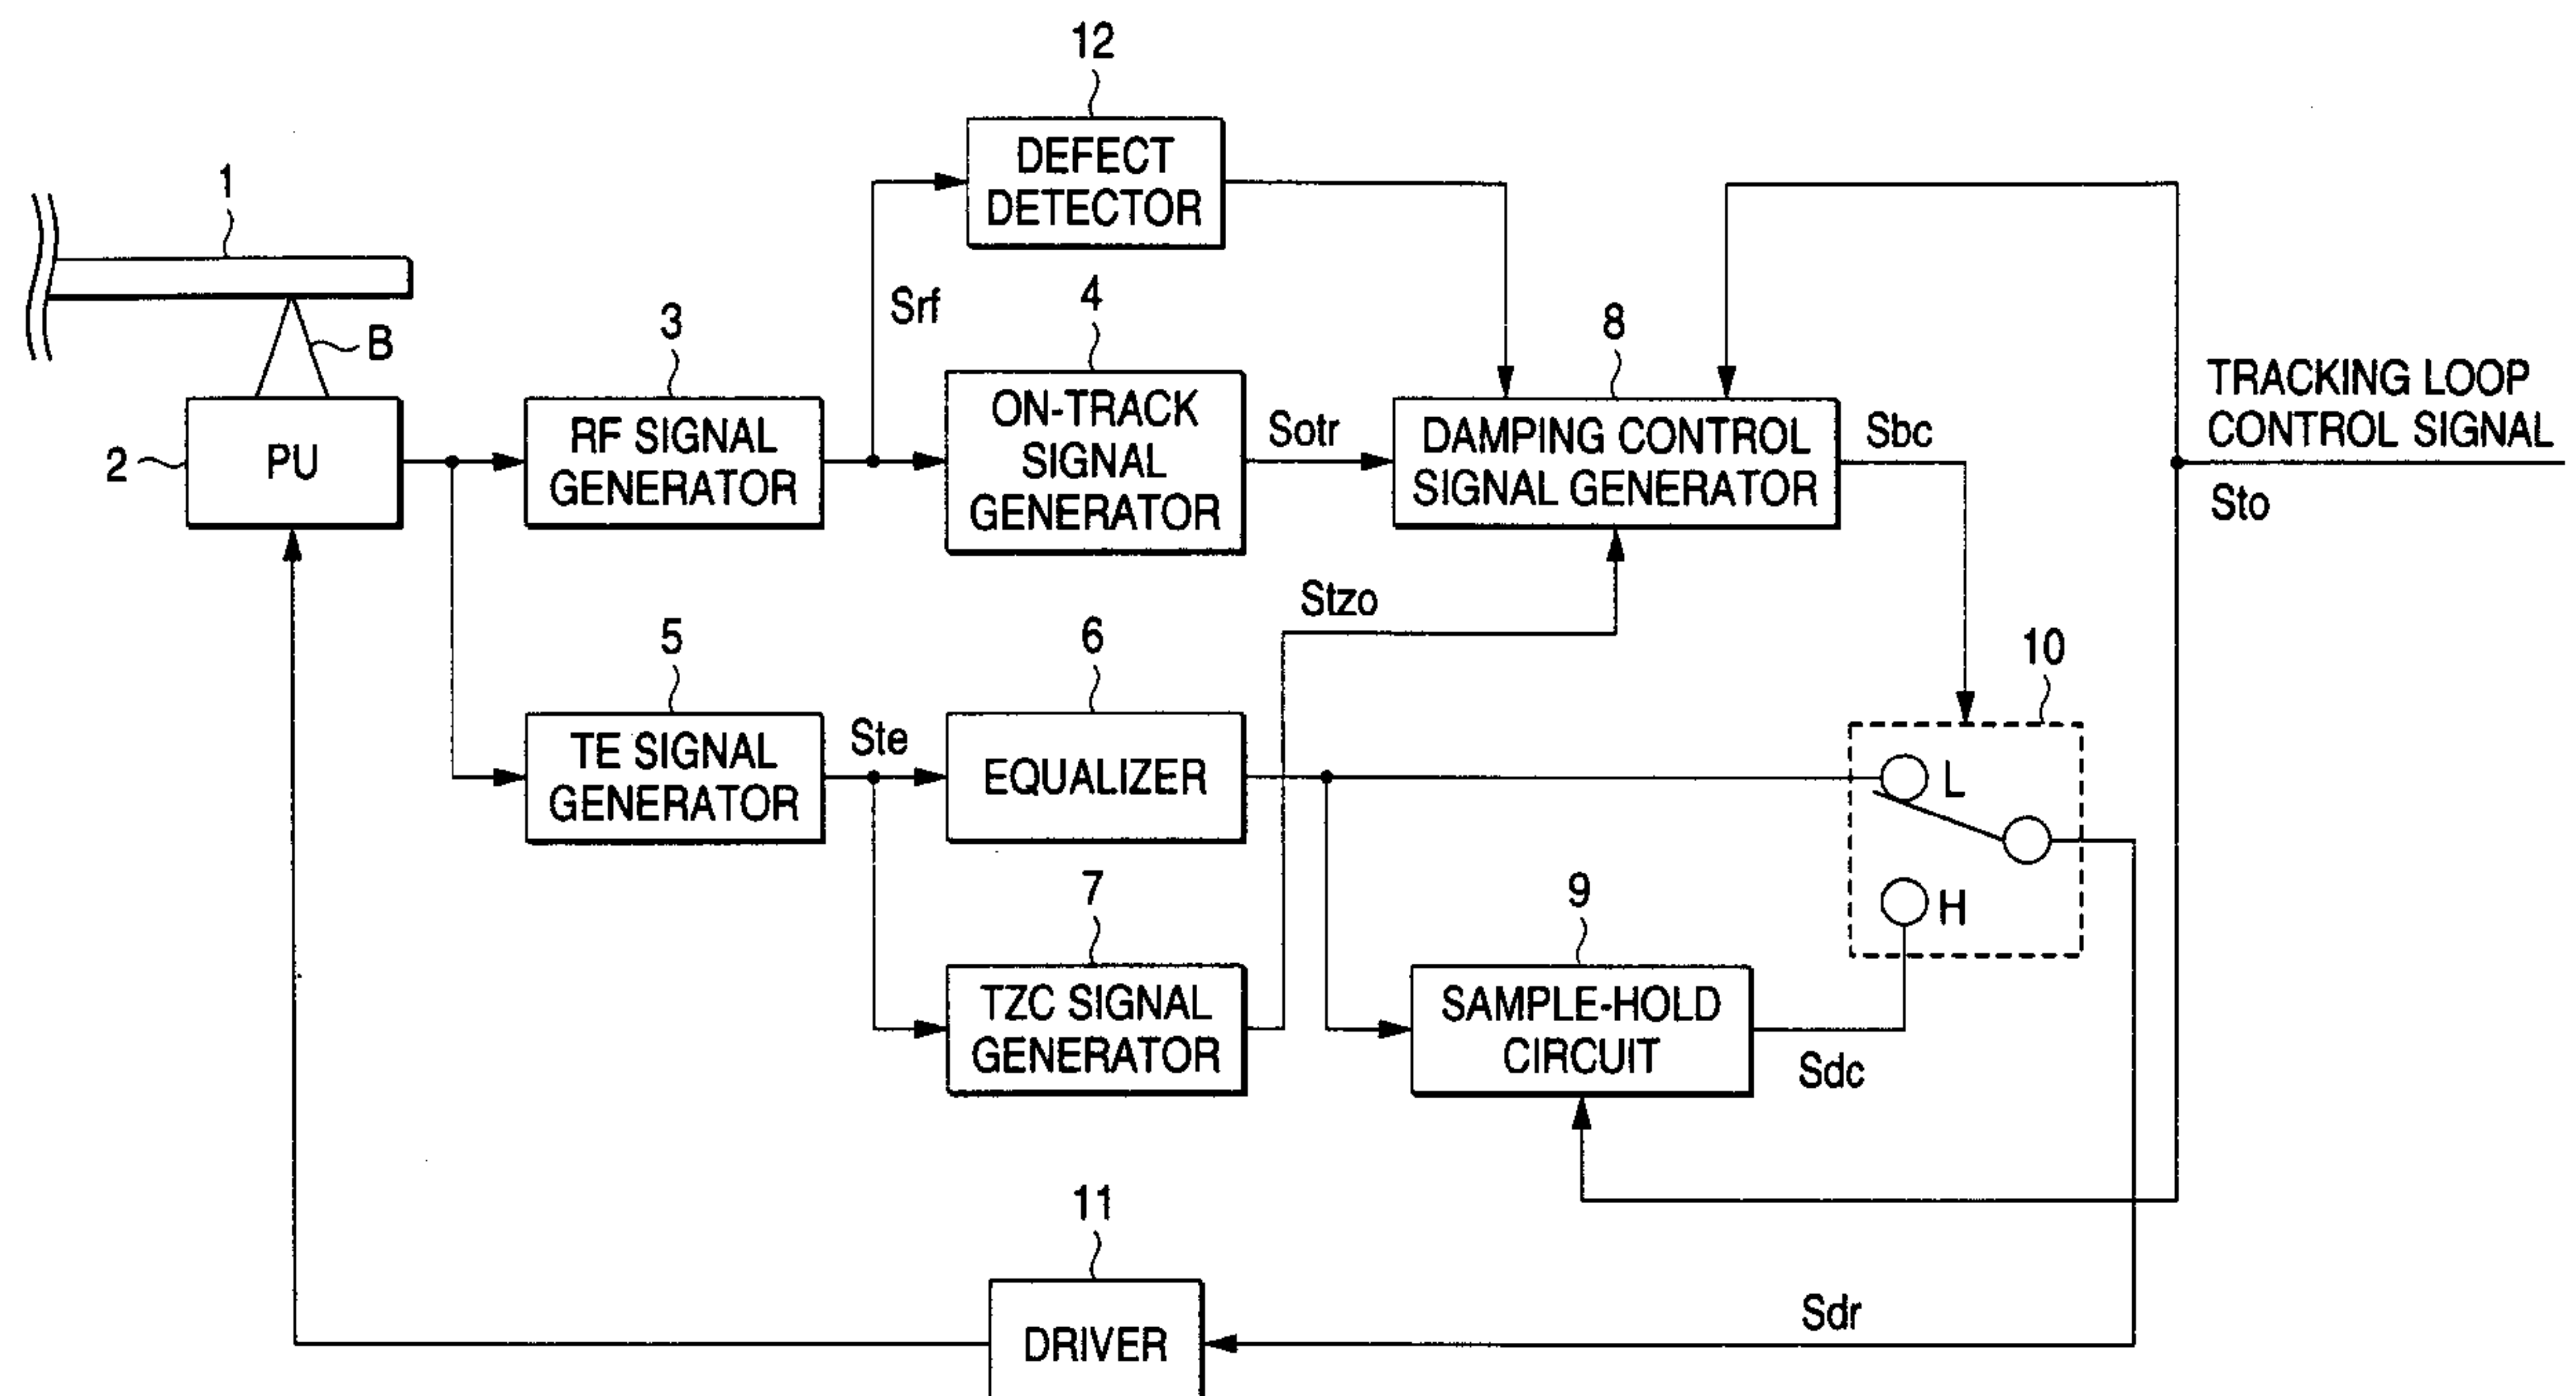 12
DEFECT
DETECTOR
1
Srf
4
3
8
B
TRACKING LOOP
CONTROL SIGNAL
2
PU
RF SIGNAL
GENERATOR
ON-TRACK
SIGNAL
GENERATOR
Sotr
DAMPING CONTROL
SIGNAL GENERATOR
Sbc
Sto
Stzo
5
6
10
TE SIGNAL
GENERATOR
Ste
EQUALIZER
L
H
7
9
TZC SIGNAL
GENERATOR
SAMPLE-HOLD
CIRCUIT
Sdc
11
DRIVER
Sdr